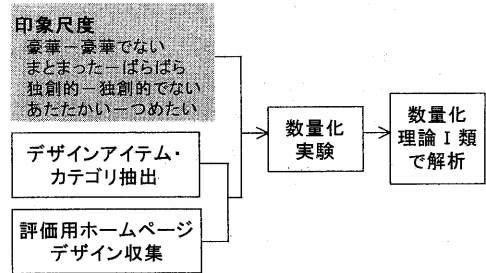 印象尺度
豪華－豪華でない
まとまった－ばらばら
独創的－独創的でない
あたたかい－つめたい
デザインアイテム・
カテゴリ抽出
評価用ホームページ
デザイン収集
数量化
実験
数量化
理論Ⅰ類
で解析